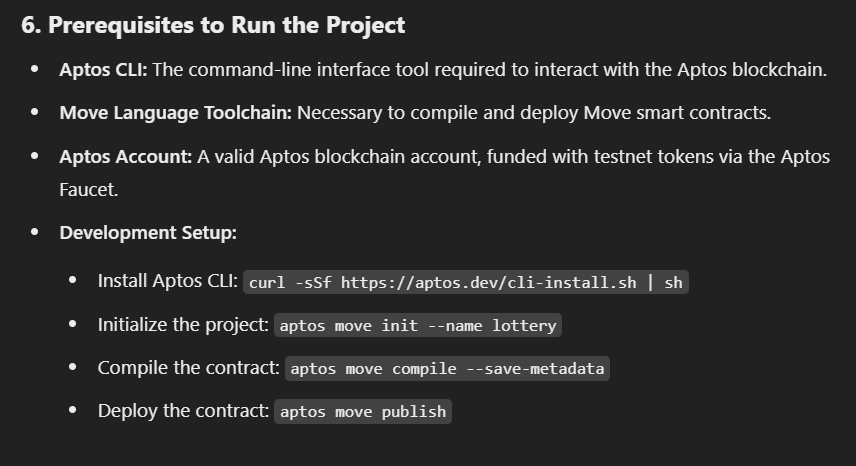 6. Prerequisites to Run the Project
Aptos CLI: The command-line interface tool required to interact with the Aptos blockchain.
Move Language Toolchain: Necessary to compile and deploy Move smart contracts.
Aptos Account: A valid Aptos blockchain account, funded with testnet tokens via the Aptos
Faucet.
Development Setup:
Install Aptos CLI: curl -sSf https://aptos.dev/cli-install.sh | sh
Initialize the project: aptos move init --name lottery
Compile the contract: aptos move compile --save-metadata
Deploy the contract: aptos move publish